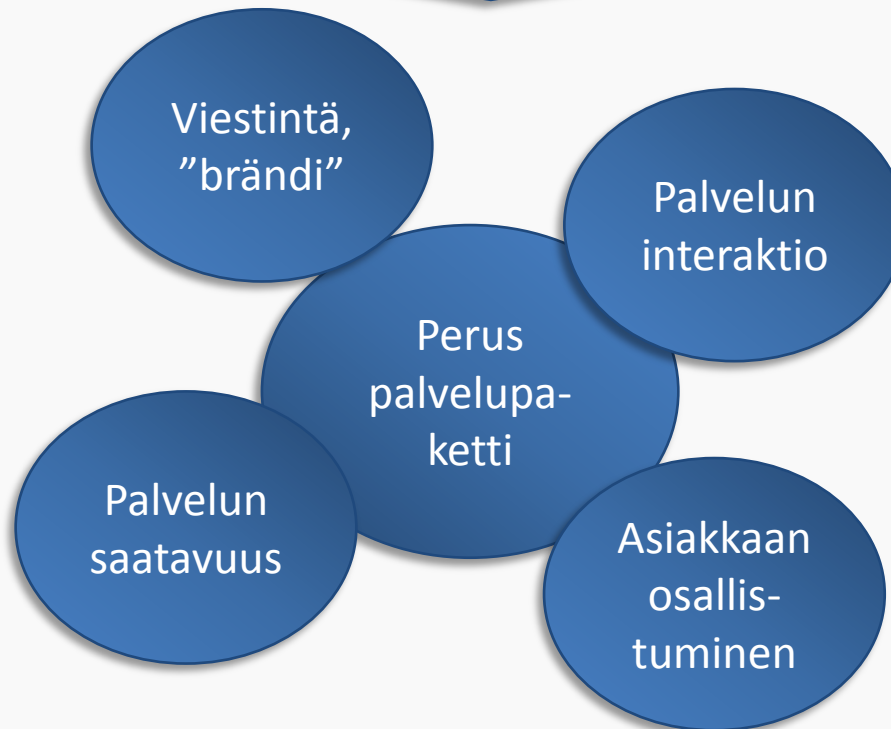 Viestintä,
”brändi”
Palvelun
interaktio
Perus
palvelupa-
ketti
Palvelun
saatavuus
Asiakkaan
osallis-
tuminen